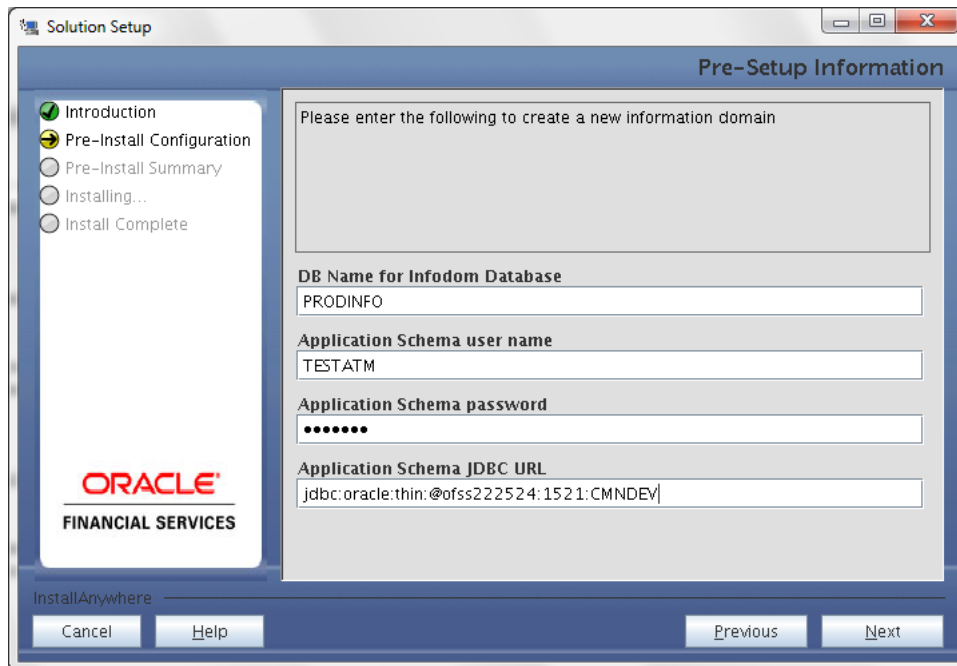 Solution Setup
Pre-Setup Information
Introduction
Pre-Install Configuration
Pre-Install Summary
Installing...
Install Complete
ORACLE
FINANCIAL SERVICES
Please enter the following to create a new information domain
DB Name for Infodom Database
PRODINFO
Application Schema user name
TESTATM
Application Schema password
•••••••
Application Schema JDBC URL
jdbc:oracle:thin:@ofss222524:1521:CMNDEV
InstallAnywhere
Cancel
Help
Previous
Next